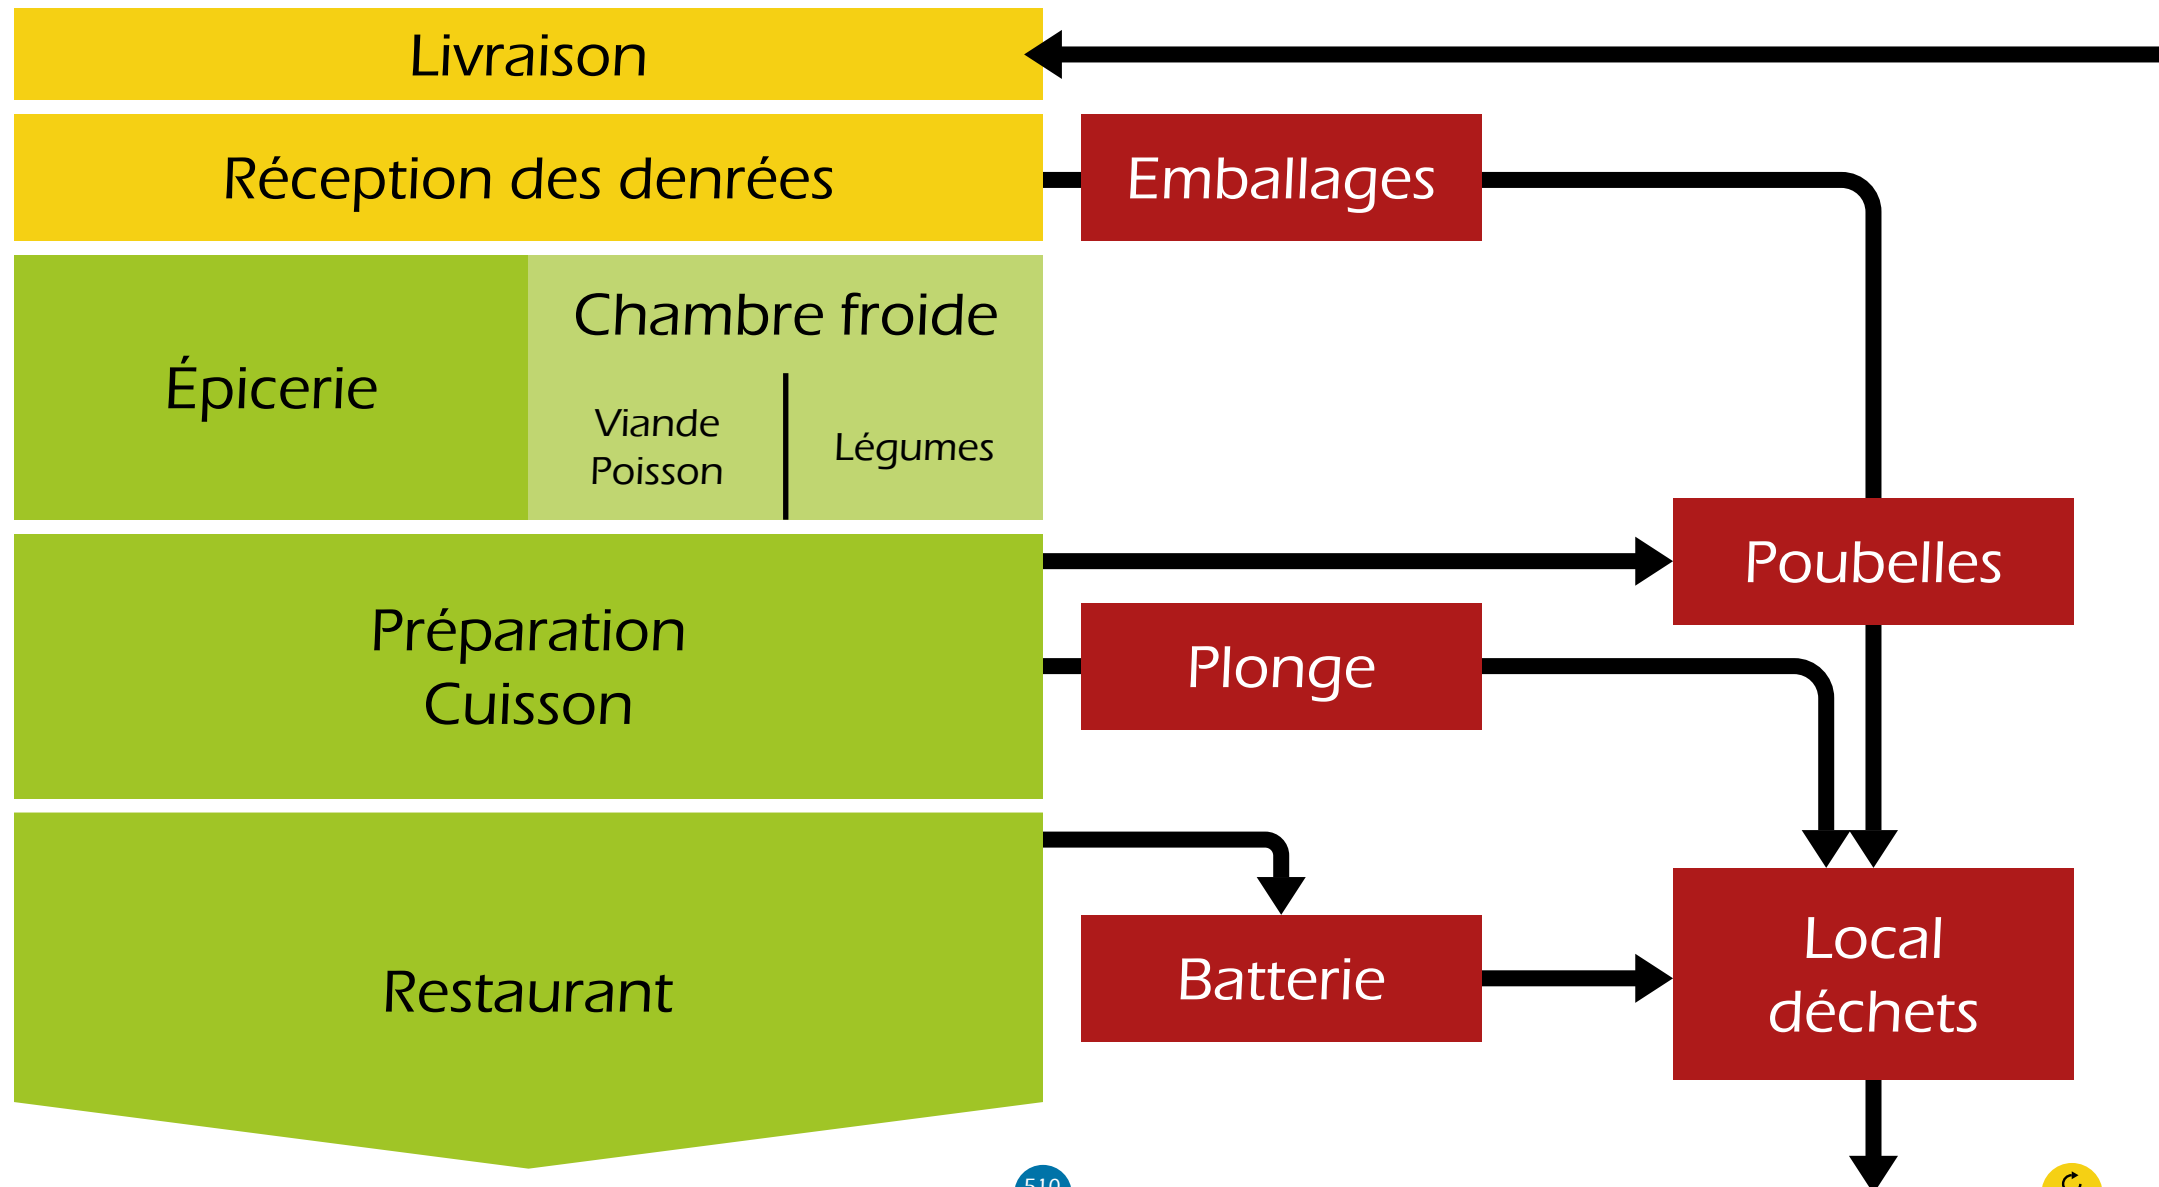 Livraison
Réception des denrées
Emballages
Épicerie
Chambre froide
Viande
Poisson
Légumes
Poubelles
Préparation
Cuisson
Plonge
Restaurant
Batterie
Local
déchets
510